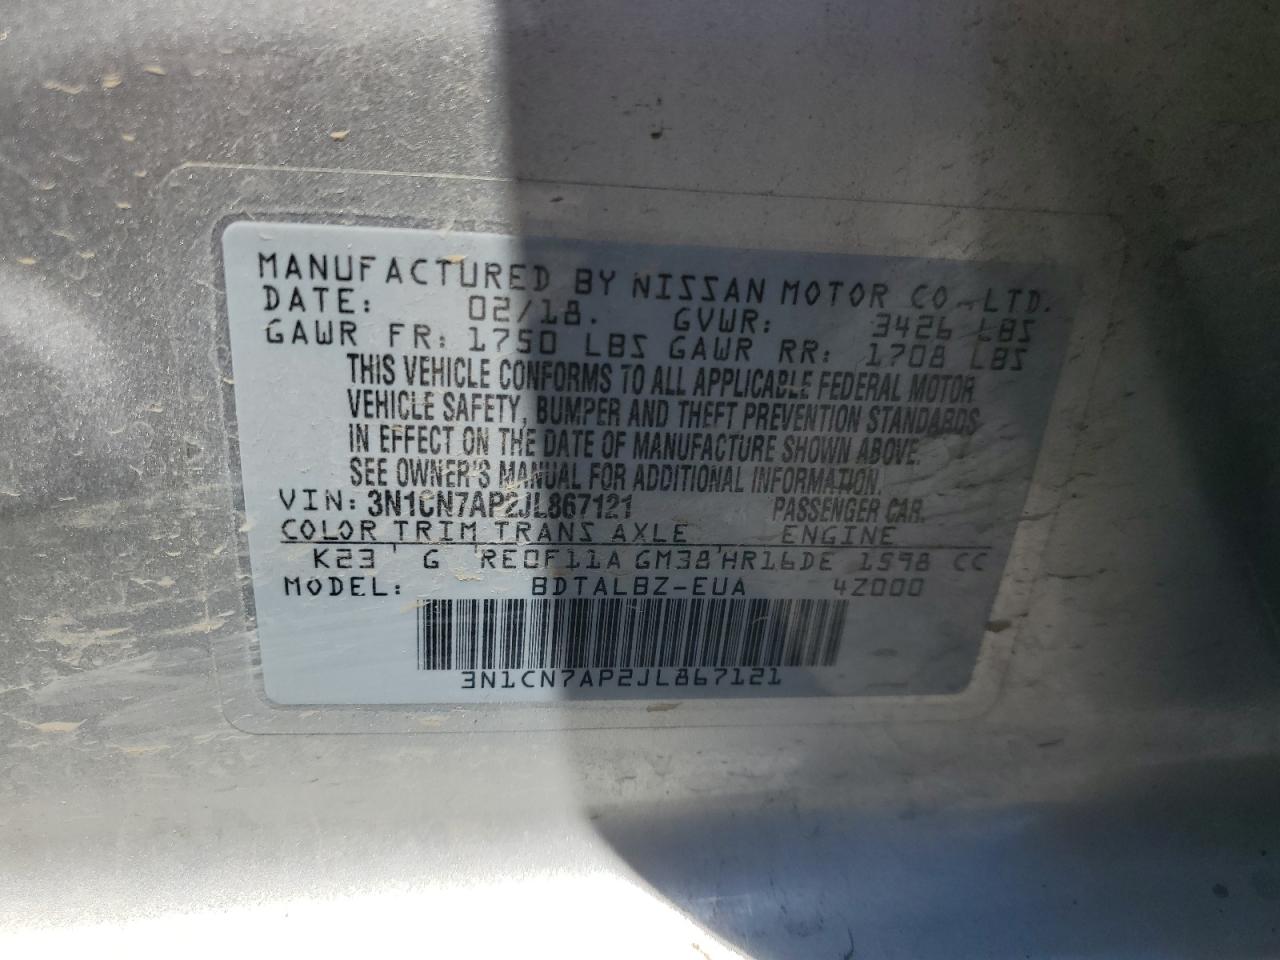 MANUFACTURED BY NISSAN MOTOR CO.,LTD.
DATE: 02/18. GVWR: 3426 LBS
GAWR FR: 1750 LBS GAWR RR: 1708 LBS
THIS VEHICLE CONFORMS TO ALL APPLICABLE FEDERAL MOTOR
VEHICLE SAFETY, BUMPER AND THEFT PREVENTION STANDARDS
IN EFFECT ON THE DATE OF MANUFACTURE SHOWN ABOVE.
SEE OWNER'S MANUAL FOR ADDITIONAL INFORMATION.
VIN: 3N1CN7AP2JL867121 PASSENGER CAR.
COLOR TRIM TRANS AXLE ENGINE
K23 ' G 'RE0F11A GM38'HR16DE 1598 CC
MODEL: BDTALBZ-EUA 4Z000
3N1CN7AP2JL867121